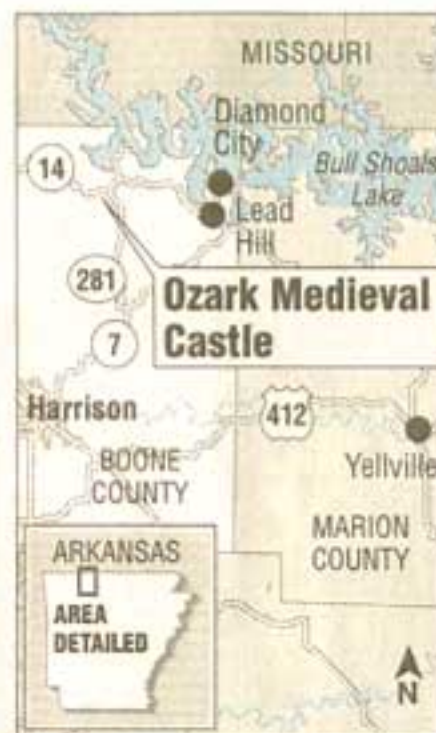 MISSOURI
Diamond
City
Bull Shoals
Lake
14
Lead
Hill
281
Ozark Medieval
Castle
7
Harrison
412
Yellville
BOONE
COUNTY
MARION
COUNTY
ARKANSAS
AREA
DETAILED
N